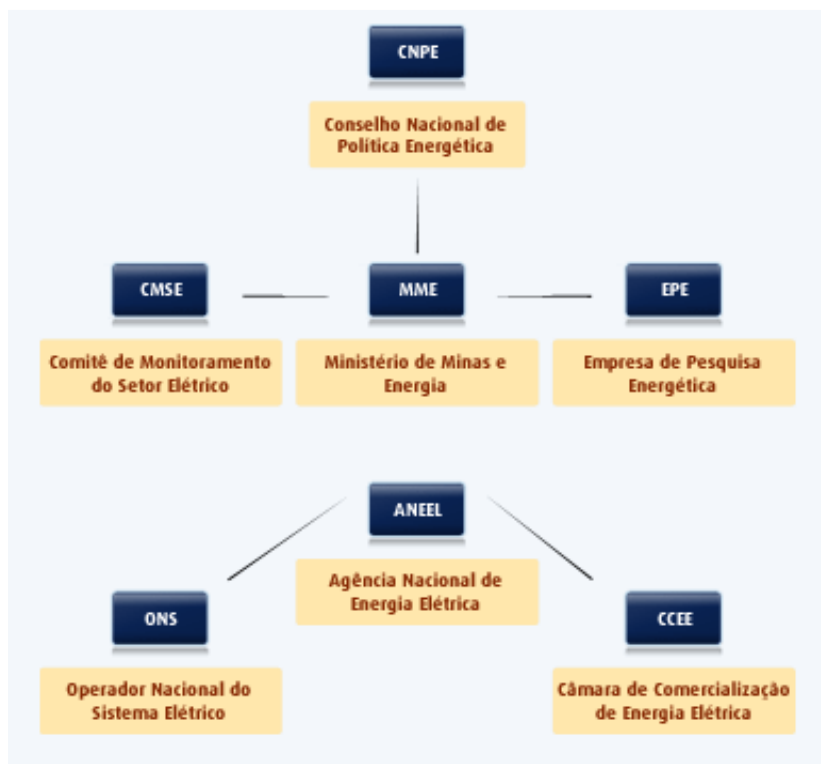 CNPE
Conselho Nacional de
Política Energética
CMSE
MME
EPE
Comitê de Monitoramento
do Setor Elétrico
Ministério de Minas e
Energia
Empresa de Pesquisa
Energética
ANEEL
Agência Nacional de
Energia Elétrica
ONS
CCEE
Operador Nacional do
Sistema Elétrico
Câmara de Comercialização
de Energia Elétrica